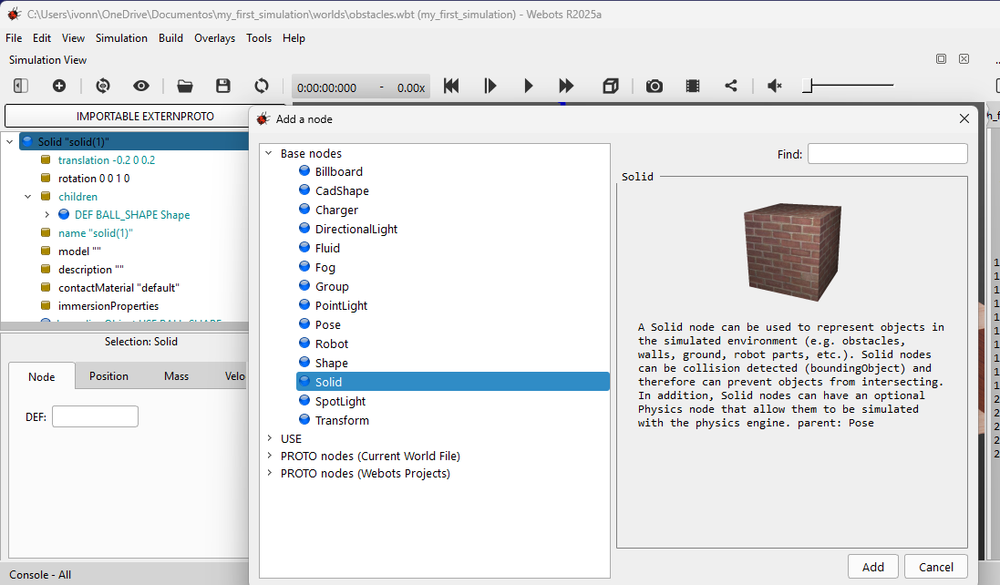 C:\Users\ivonn\OneDrive\Documentos\my_first_simulation\worlds\obstacles.wbt (my_first_simulation) - Webots R2025a
File Edit View Simulation Build Overlays Tools Help
Simulation View
0:00:00:000 - 0.00x
IMPORTABLE EXTERNPROTO
Solid "solid(1)"
translation -0.2 0 0.2
rotation 0 0 1 0
children
DEF BALL_SHAPE Shape
name "solid(1)"
model ""
description ""
contactMaterial "default"
immersionProperties
Selection: Solid
Node Position Mass Velo
DEF:
Console - All
Add a node
Base nodes
Billboard
CadShape
Charger
DirectionalLight
Fluid
Fog
Group
PointLight
Pose
Robot
Shape
Solid
SpotLight
Transform
USE
PROTO nodes (Current World File)
PROTO nodes (Webots Projects)
Find:
Solid
A Solid node can be used to represent objects in
the simulated environment (e.g. obstacles,
walls, ground, robot parts, etc.). Solid nodes
can be collision detected (boundingObject) and
therefore can prevent objects from intersecting.
In addition, Solid nodes can have an optional
Physics node that allow them to be simulated
with the physics engine. parent: Pose
Add Cancel